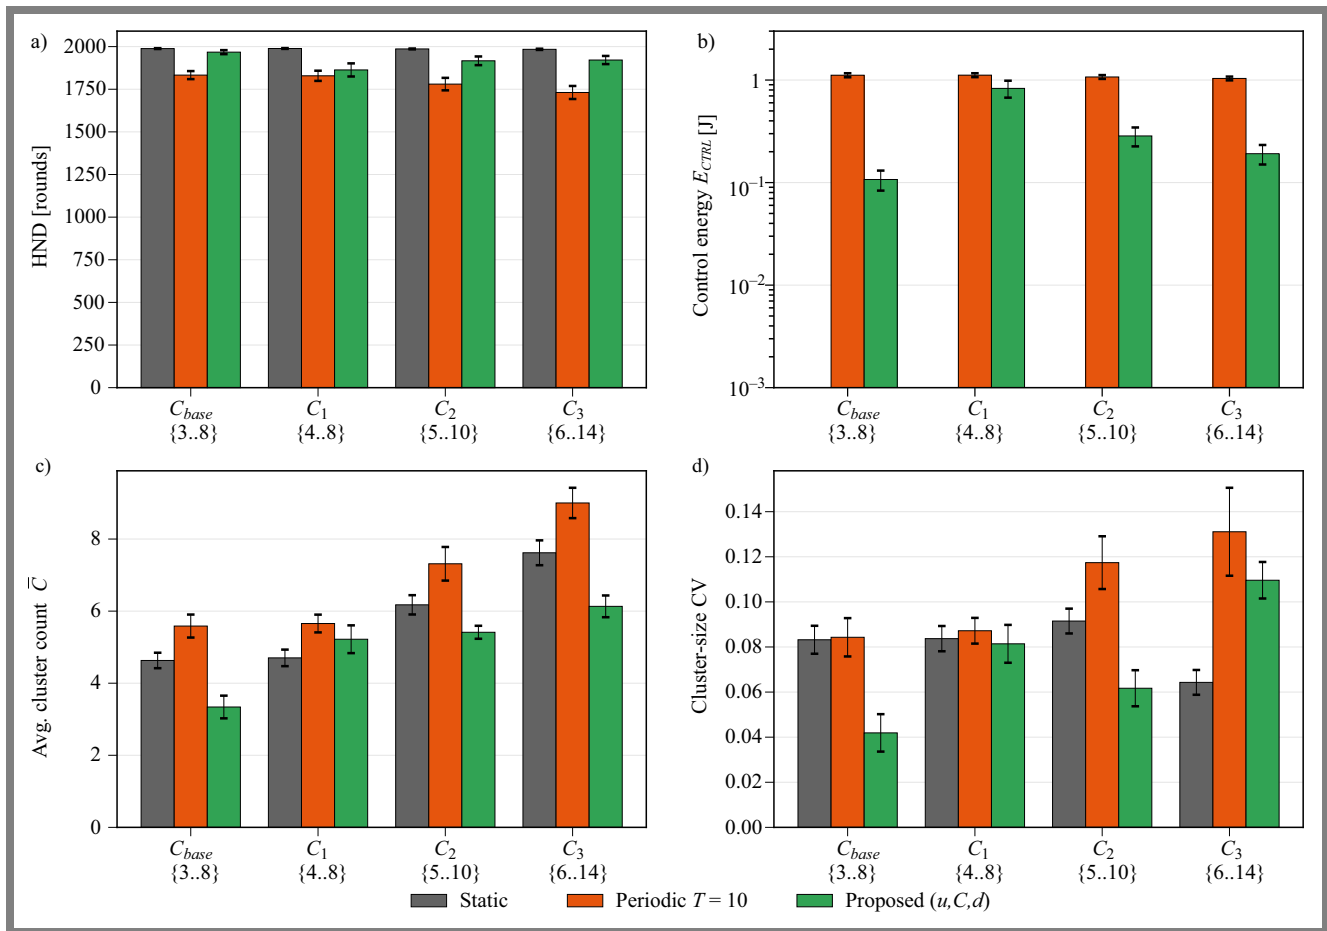 a)
HND [rounds]
2000
1750
1500
1250
1000
750
500
250
0
C_base C_1 C_2 C_3
{3..8} {4..8} {5..10} {6..14}
b)
Control energy E_CTRL [J]
1
10⁻¹
10⁻²
10⁻³
C_base C_1 C_2 C_3
{3..8} {4..8} {5..10} {6..14}
c)
Avg. cluster count C̅
8
6
4
2
0
C_base C_1 C_2 C_3
{3..8} {4..8} {5..10} {6..14}
d)
Cluster-size CV
0.14
0.12
0.10
0.08
0.06
0.04
0.02
0.00
C_base C_1 C_2 C_3
{3..8} {4..8} {5..10} {6..14}
Static Periodic T = 10 Proposed (u,C,d)